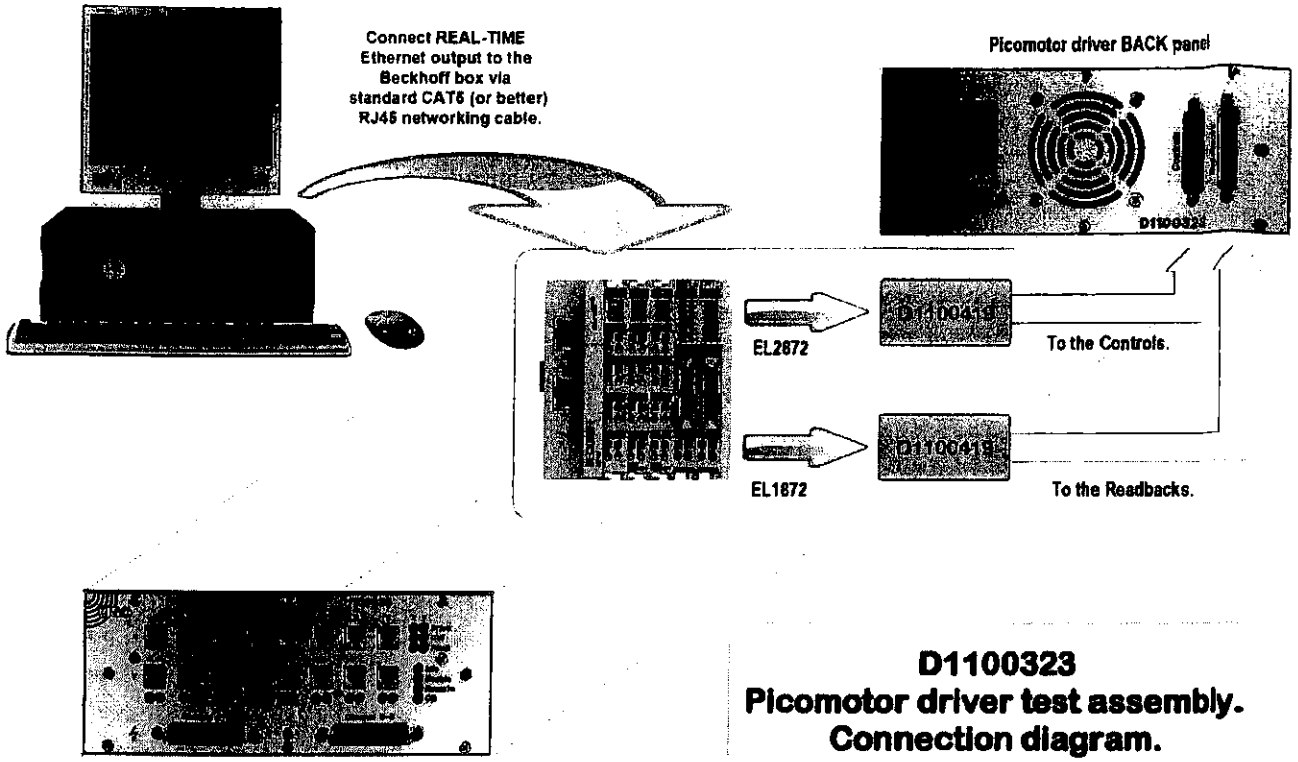 Connect REAL-TIME
Ethernet output to the
Beckhoff box via
standard CAT5 (or better)
RJ45 networking cable.
Picomotor driver BACK panel
D1100323
EL2872
D1100419
To the Controls.
EL1872
D1100419
To the Readbacks.
D1100323
Picomotor driver test assembly.
Connection diagram.